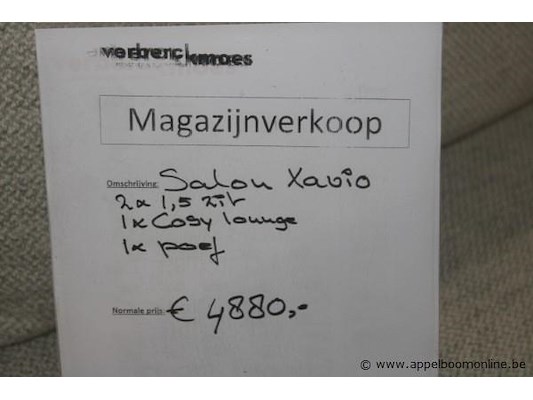 verberckmoes
Magazijnverkoop
Omschrijving: Salon Xavio
2x 1,5 zit
1x Cosy lounge
1x poef
Normale prijs: € 4880,-
© www.appelboomonline.be